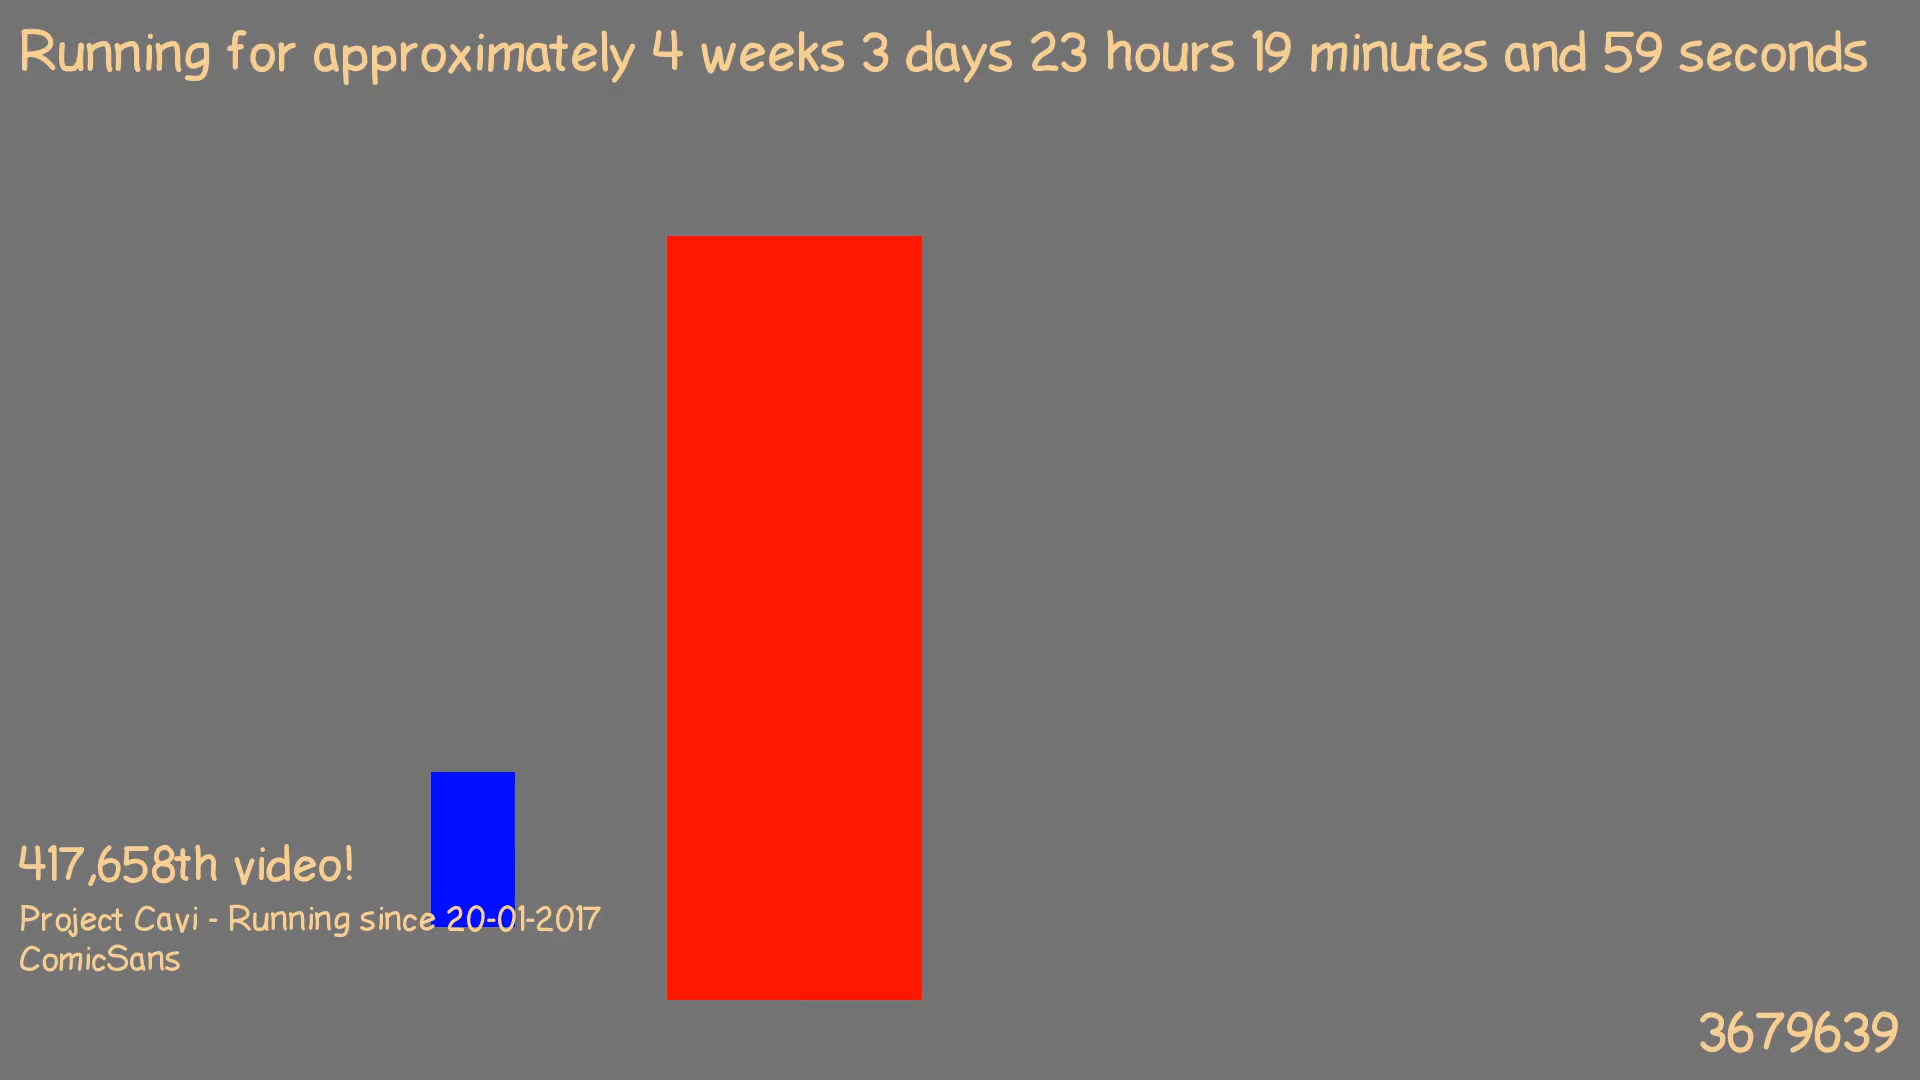 Running for approximately 4 weeks 3 days 23 hours 19 minutes and 59 seconds
417,658th video!
Project Cavi - Running since 20-01-2017
ComicSans
3679639